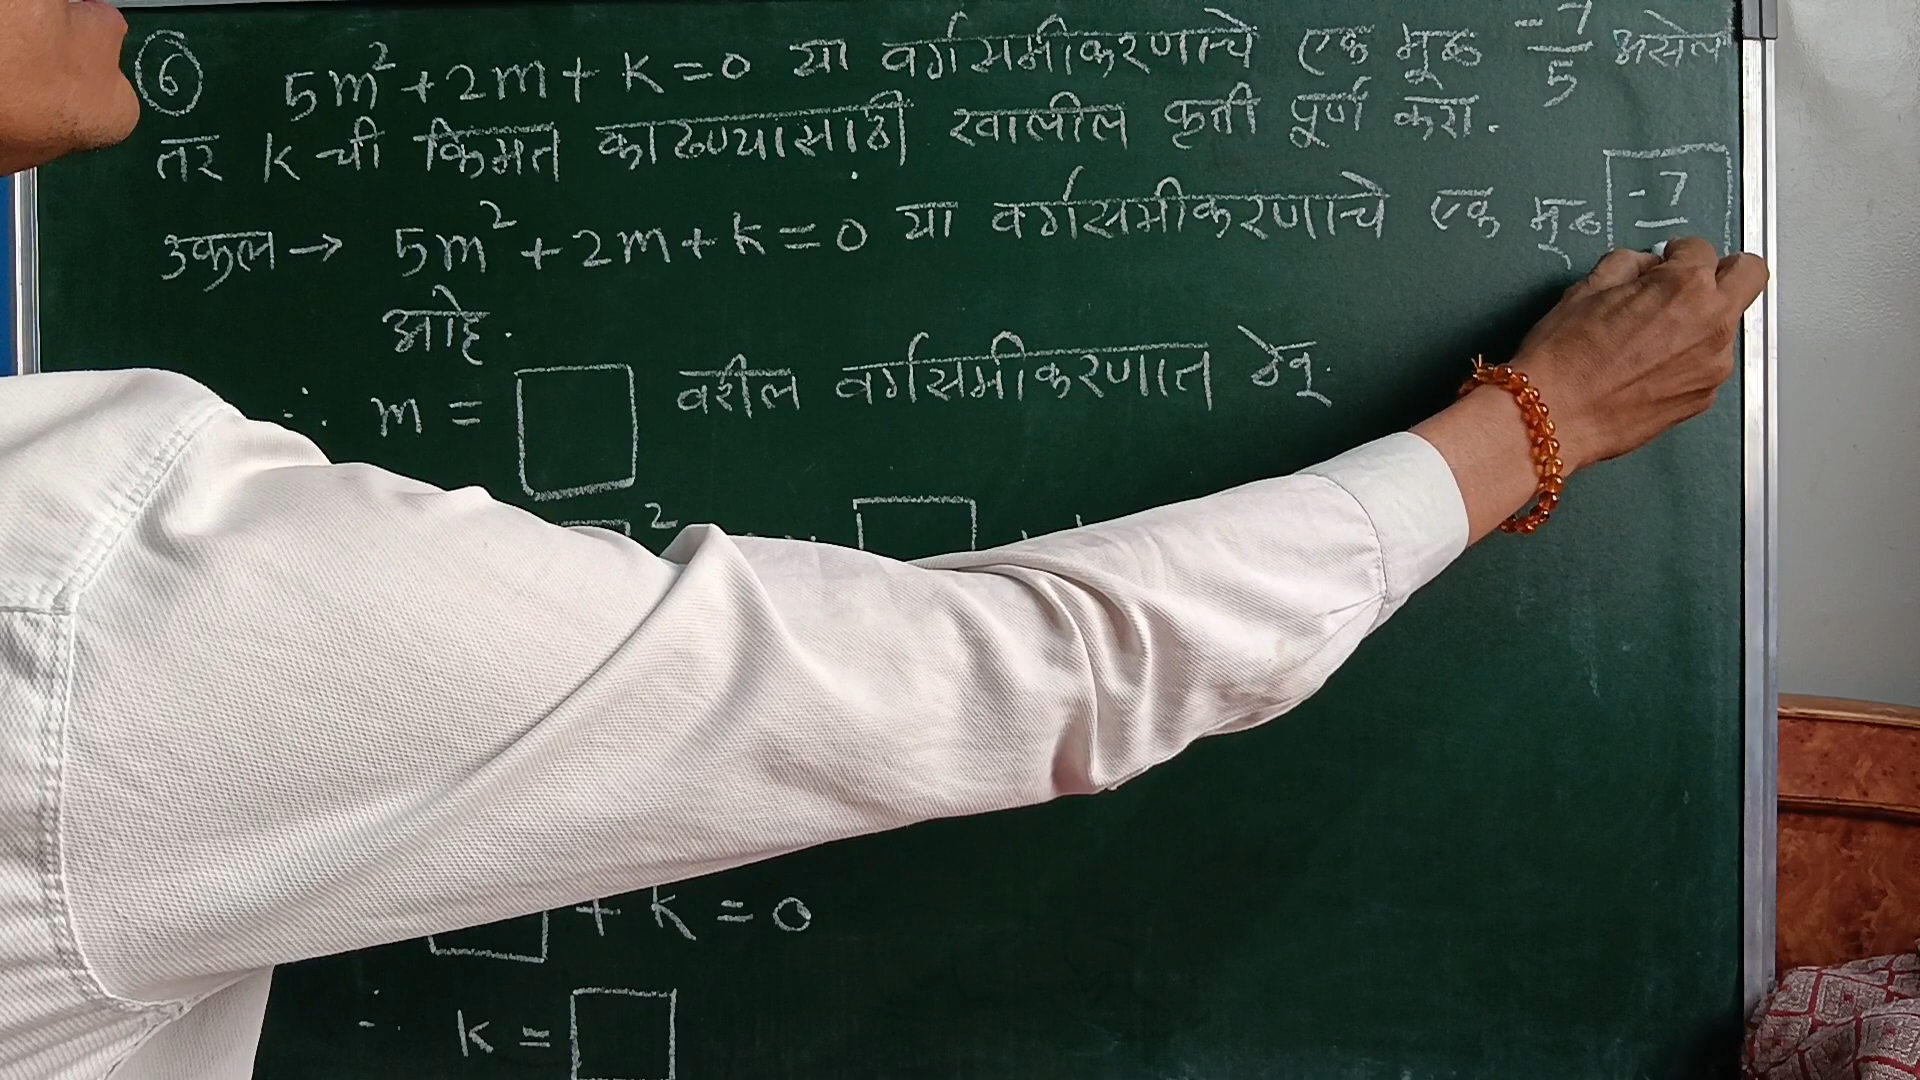 ⑥ 5m²+2m+k=0 या वर्गसमीकरणाचे एक मूळ -7/5 असेल
तर k ची किंमत काढण्यासाठी खालील कृती पूर्ण करा.
उकल → 5m²+2m+k=0 या वर्गसमीकरणाचे एक मूळ -7
आहे.
∴ m = □ वरील वर्गसमीकरणात ठेवू.
2
□ + k = 0
∴ k = □